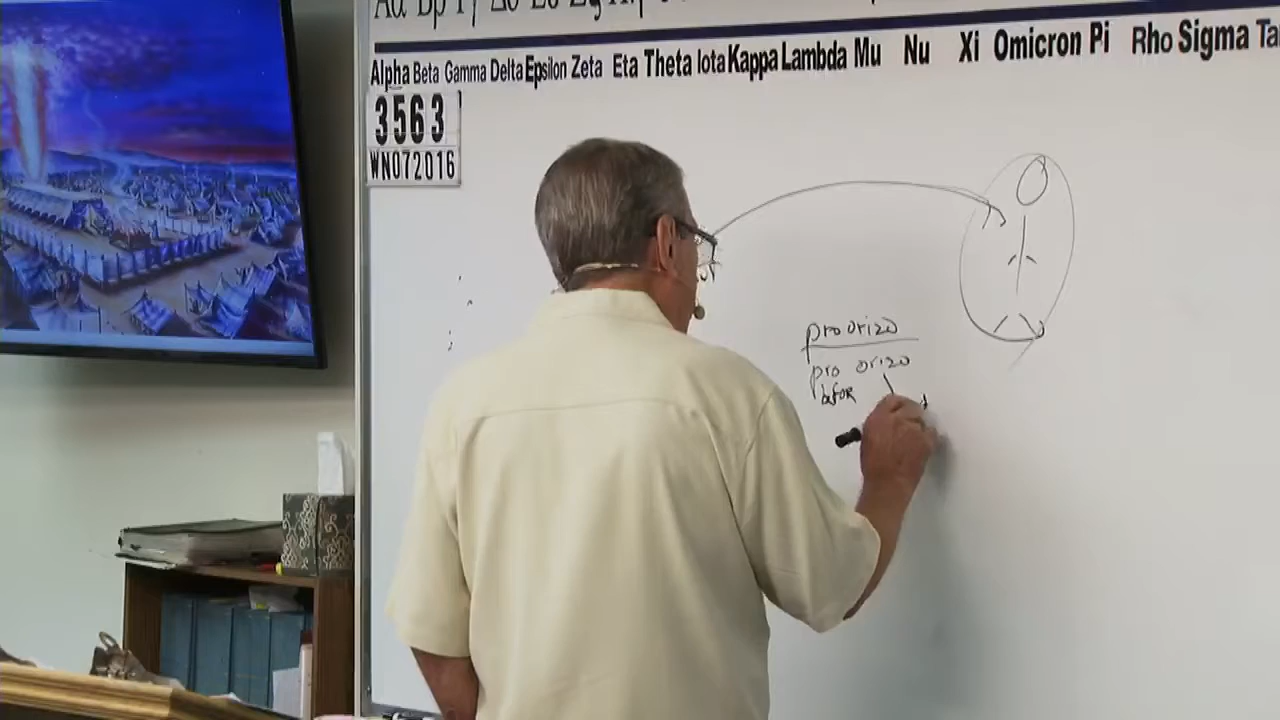 Alpha Beta Gamma Delta Epsilon Zeta Eta Theta Iota Kappa Lambda Mu Nu Xi Omicron Pi Rho Sigma
3563
WN072016
proorizo
pro orizo
befor